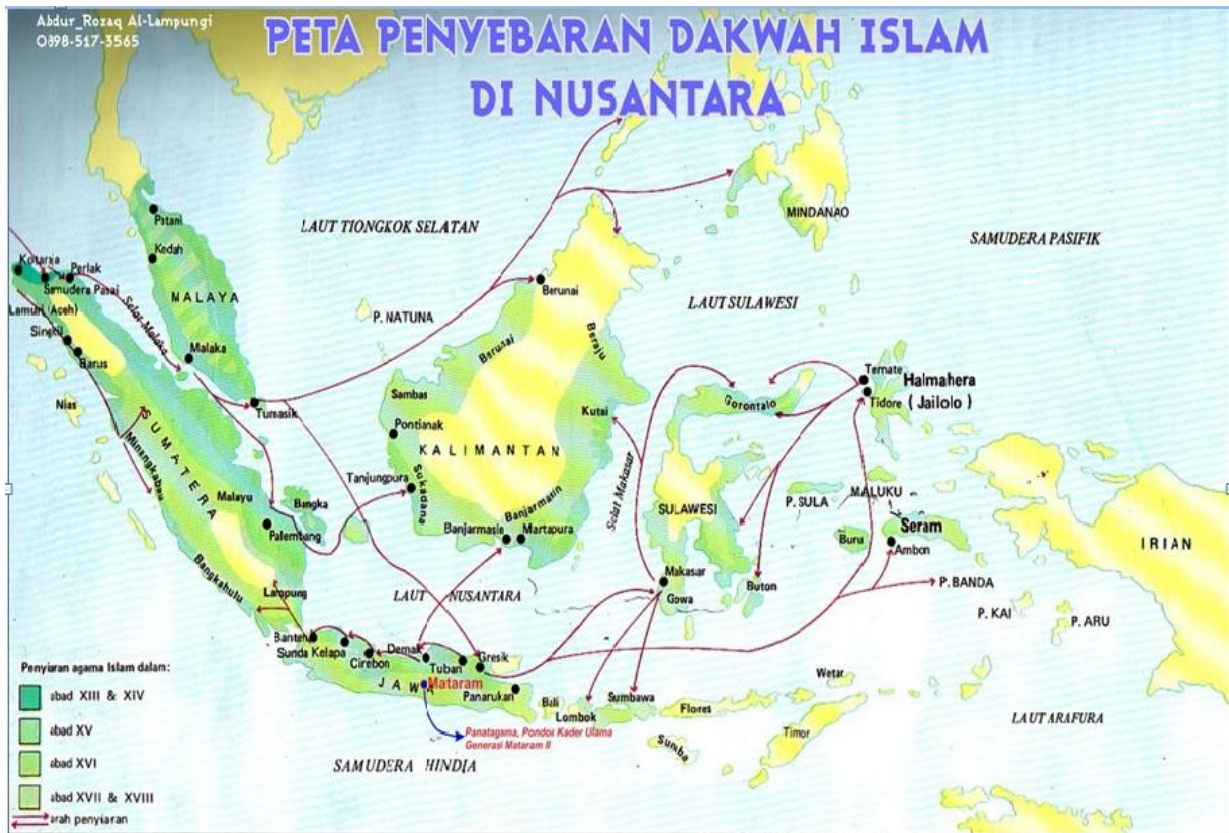 Abdur_Rozaq Al-Lampungi
0898-517-3565
PETA PENYEBARAN DAKWAH ISLAM
DI NUSANTARA
Patani
Kedah
MALAYA
Kotaraja
Perlak
Samudera Pasai
Lamuri (Aceh)
Singkil
Barus
Selat Malaka
Malaka
Nias
Tumasik
SUMATERA
Minangkabau
Malayu
Bangka
Palembang
Bangkahulu
Lampung
LAUT TIONGKOK SELATAN
P. NATUNA
Berunai
Berunai
Beraju
Sambas
Pontianak
Kutai
KALIMANTAN
Tanjungpura
Sukadana
Banjarmasin
Banjarmasin
Martapura
Selat Makasar
MINDANAO
SAMUDERA PASIFIK
LAUT SULAWESI
Ternate
Tidore
Halmahera
( Jailolo )
Gorontalo
SULAWESI
P. SULA
MALUKU
Seram
Buru
Ambon
IRIAN
Makasar
Gowa
Buton
P. BANDA
P. KAI
P. ARU
LAUT NUSANTARA
Banten
Sunda Kelapa
Cirebon
Demak
Tuban
Gresik
JAWA
Mataram
Panarukan
Bali
Lombok
Sumbawa
Flores
Wetar
Sumba
Timor
LAUT ARAFURA
Panatagama, Pondok Kader Ulama
Generasi Mataram II
SAMUDERA HINDIA
Penyiaran agama Islam dalam:
abad XIII & XIV
abad XV
abad XVI
abad XVII & XVIII
arah penyiaran